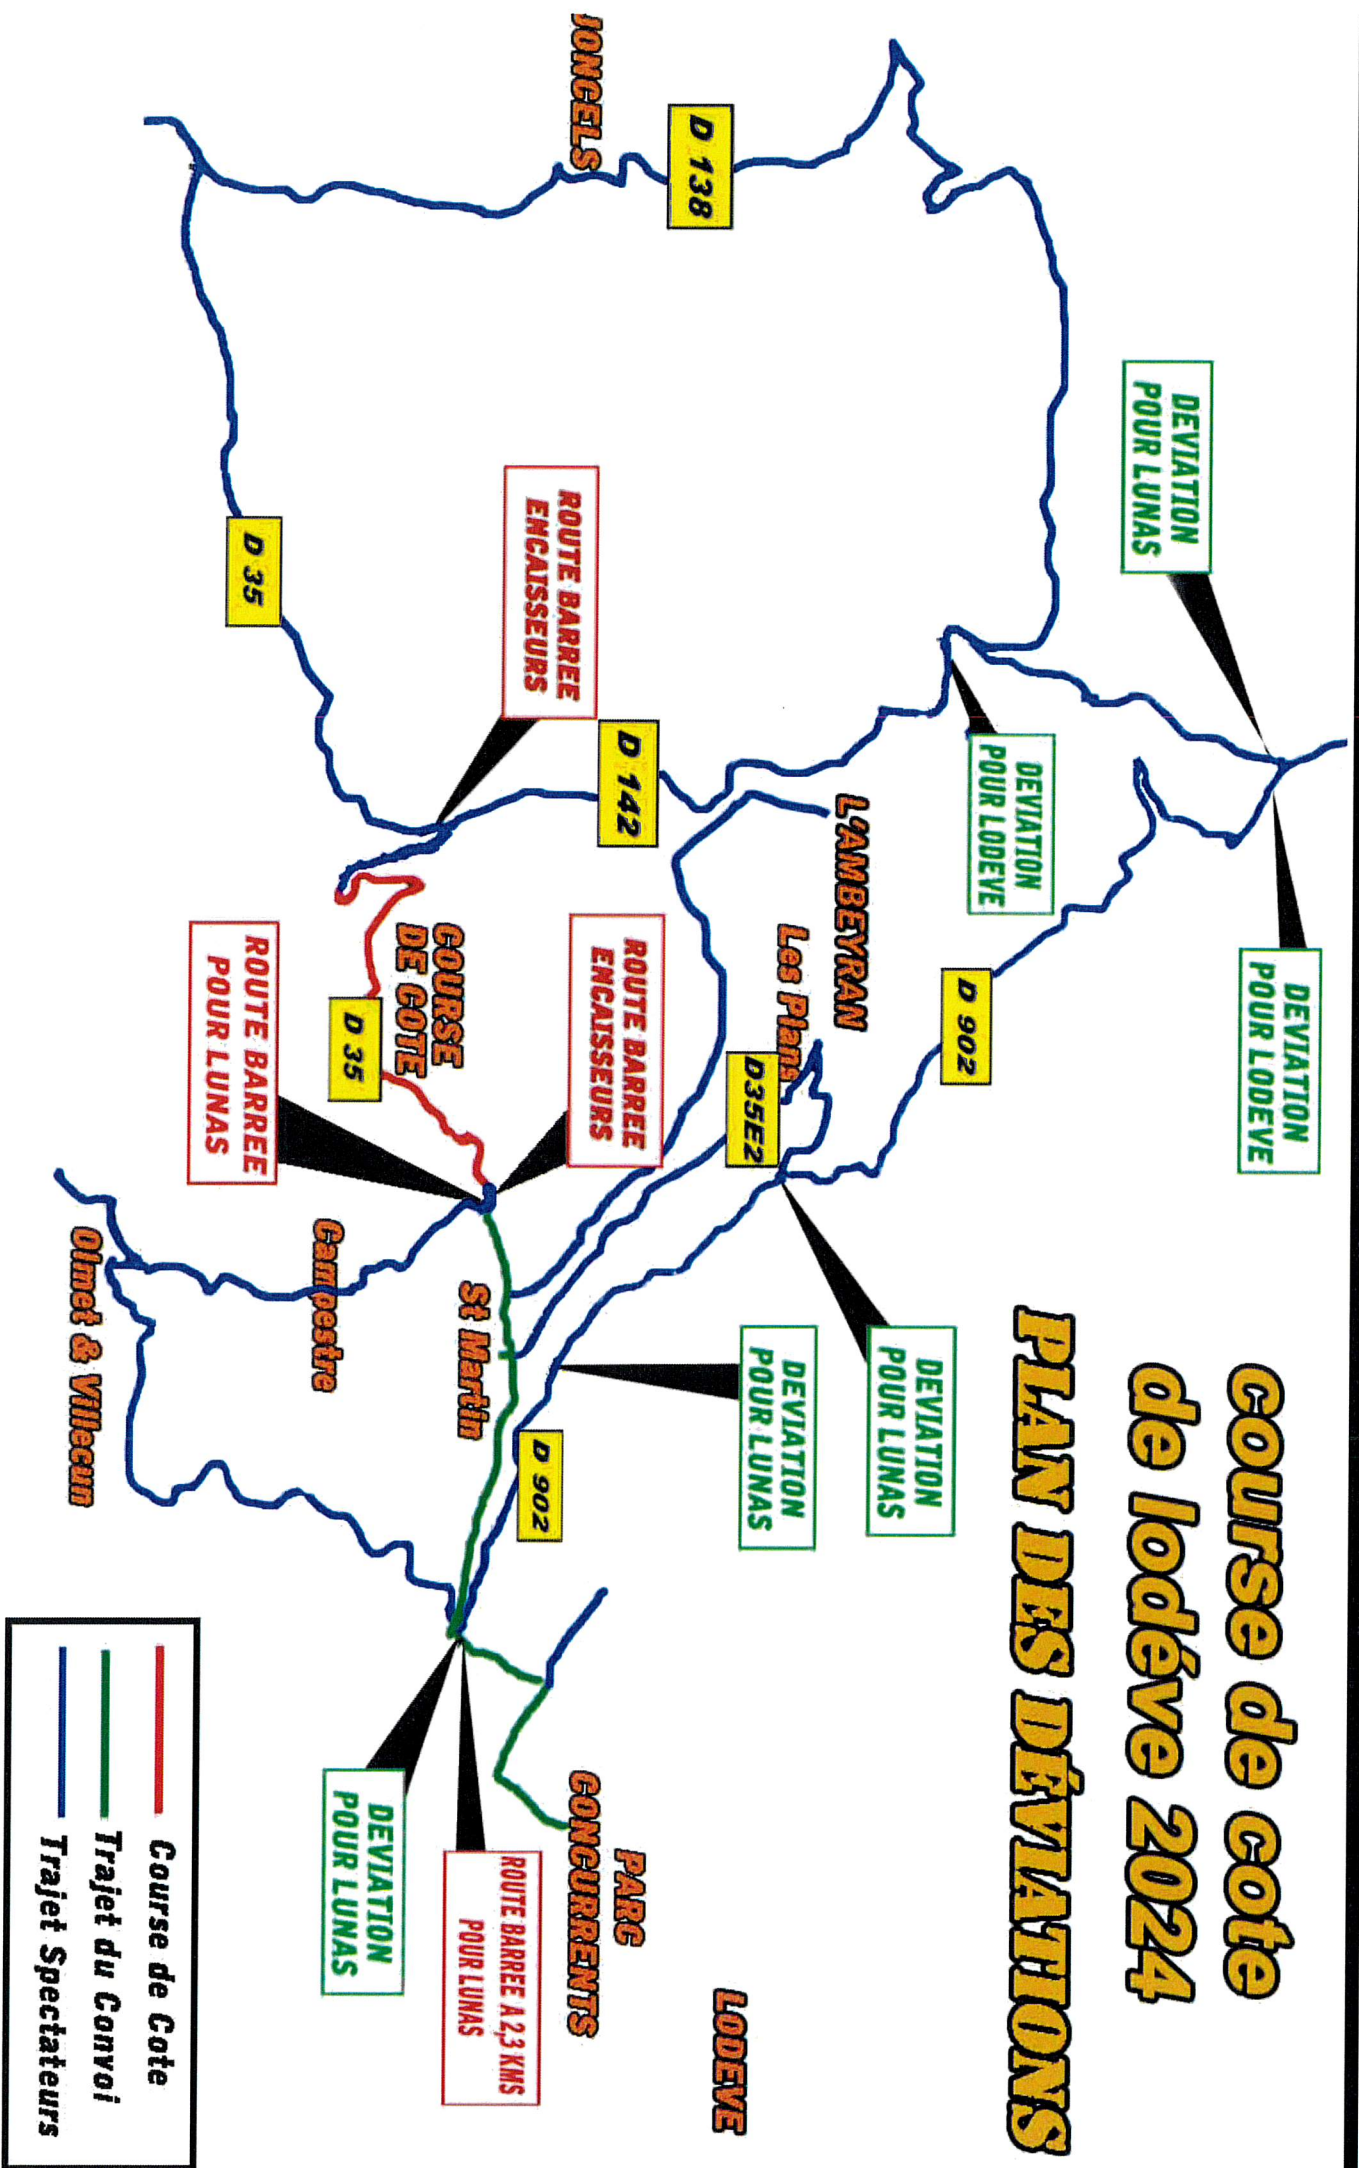 course de cote
de lodéve 2024
PLAN DES DÉVIATIONS
DEVIATION
POUR LUNAS
DEVIATION
POUR LODEVE
DEVIATION
POUR LODEVE
D 902
L'AMBEYRAN
Les Plans
D35E2
DEVIATION
POUR LUNAS
DEVIATION
POUR LUNAS
LODEVE
D 138
JONCELS
D 142
ROUTE BARREE
ENCAISSEURS
ROUTE BARREE
ENCAISSEURS
PARC
CONCURRENTS
D 902
COURSE
DE COTE
St Martin
ROUTE BARREE A 2,3 KMS
POUR LUNAS
D 35
D 35
Campestre
DEVIATION
POUR LUNAS
ROUTE BARREE
POUR LUNAS
Olmet & Villecun
Course de Cote
Trajet du Convoi
Trajet Spectateurs